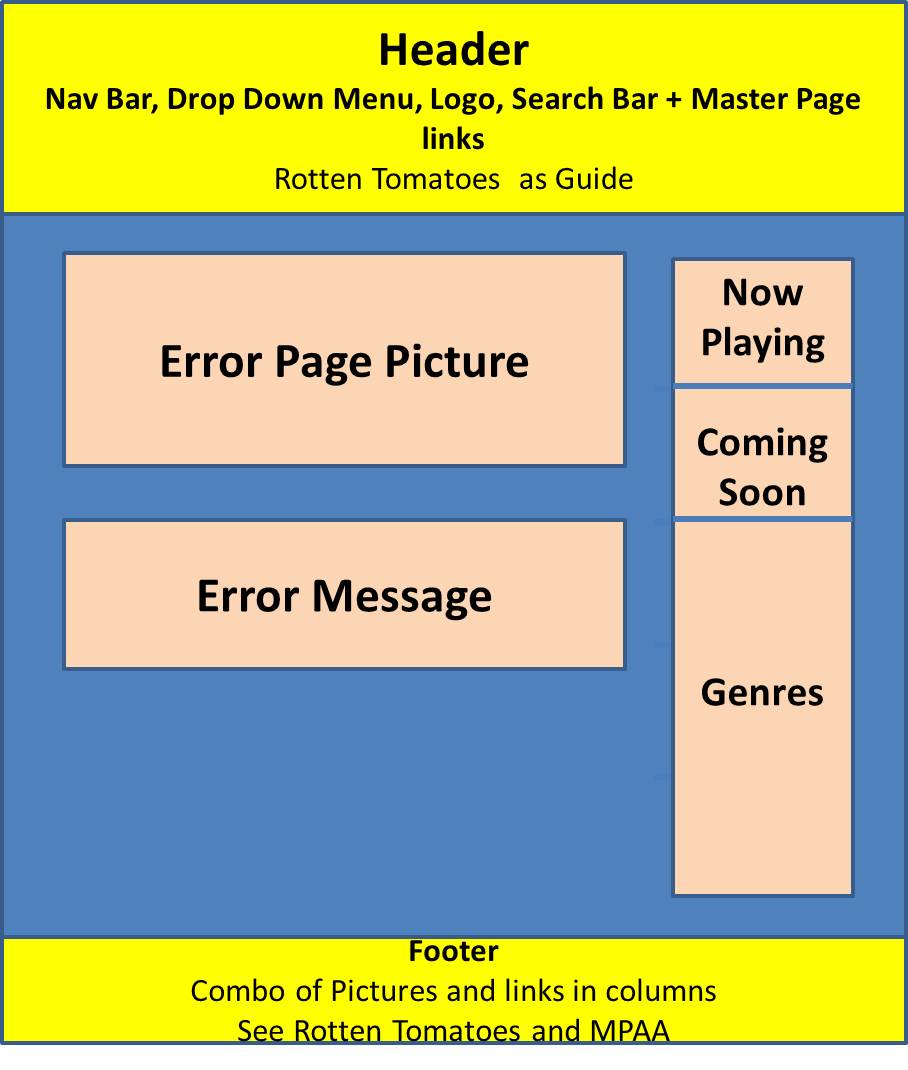 Header
Nav Bar, Drop Down Menu, Logo, Search Bar + Master Page
links
Rotten Tomatoes  as Guide
Error Page Picture
Error Message
Now
Playing
Coming
Soon
Genres
Footer
Combo of Pictures and links in columns
See Rotten Tomatoes and MPAA